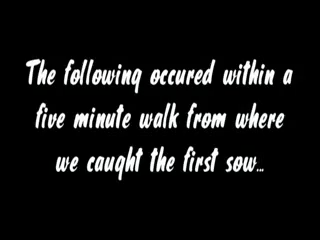 The following occured within a
five minute walk from where
we caught the first sow...